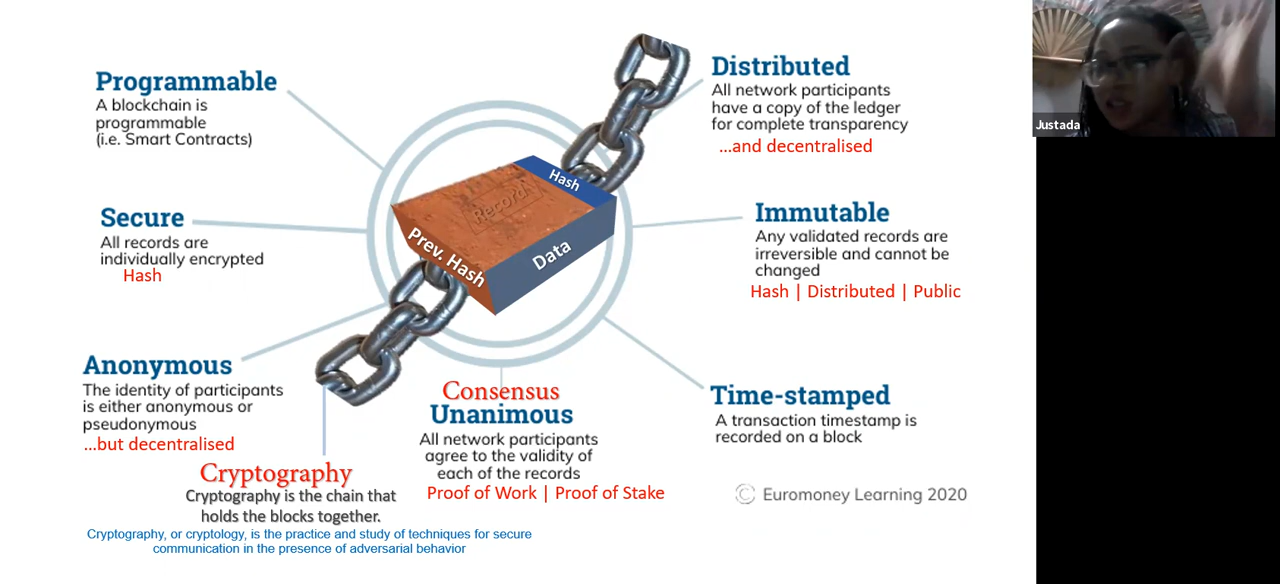 Programmable
A blockchain is
programmable
(i.e. Smart Contracts)
Secure
All records are
individually encrypted
Hash
Anonymous
The identity of participants
is either anonymous or
pseudonymous
...but decentralised
Cryptography
Cryptography is the chain that
holds the blocks together.
Cryptography, or cryptology, is the practice and study of techniques for secure
communication in the presence of adversarial behavior
Hash
Record
Prev. Hash
Data
Consensus
Unanimous
All network participants
agree to the validity of
each of the records
Proof of Work | Proof of Stake
Distributed
All network participants
have a copy of the ledger
for complete transparency
...and decentralised
Immutable
Any validated records are
irreversible and cannot be
changed
Hash | Distributed | Public
Time-stamped
A transaction timestamp is
recorded on a block
© Euromoney Learning 2020
Justada